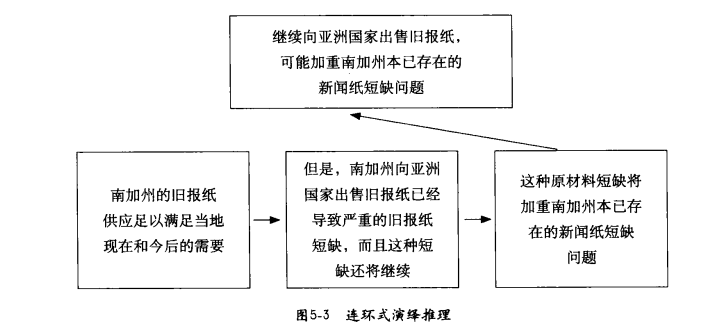 继续向亚洲国家出售旧报纸，
可能加重南加州本已存在的
新闻纸短缺问题
南加州的旧报纸
供应足以满足当地
现在和今后的需要
但是，南加州向亚洲
国家出售旧报纸已经
导致严重的旧报纸
短缺，而且这种短
缺还将继续
这种原材料短缺将
加重南加州本已存
在的新闻纸短缺
问题
图5-3 连环式演绎推理